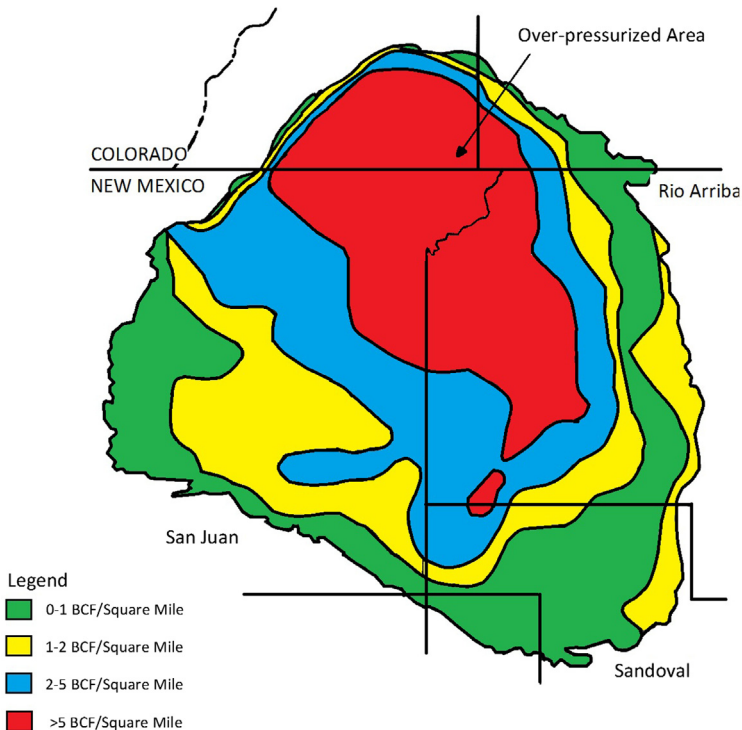 Over-pressurized Area
COLORADO
NEW MEXICO
Rio Arriba
San Juan
Sandoval
Legend
0-1 BCF/Square Mile
1-2 BCF/Square Mile
2-5 BCF/Square Mile
>5 BCF/Square Mile